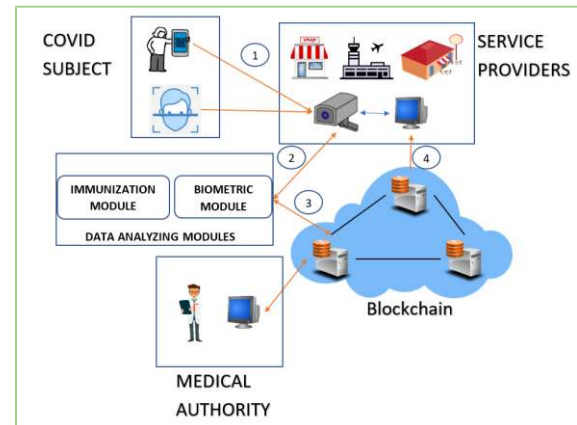 COVID
SUBJECT
1
SERVICE
PROVIDERS
2
4
IMMUNIZATION
MODULE
BIOMETRIC
MODULE
3
DATA ANALYZING MODULES
Blockchain
MEDICAL
AUTHORITY